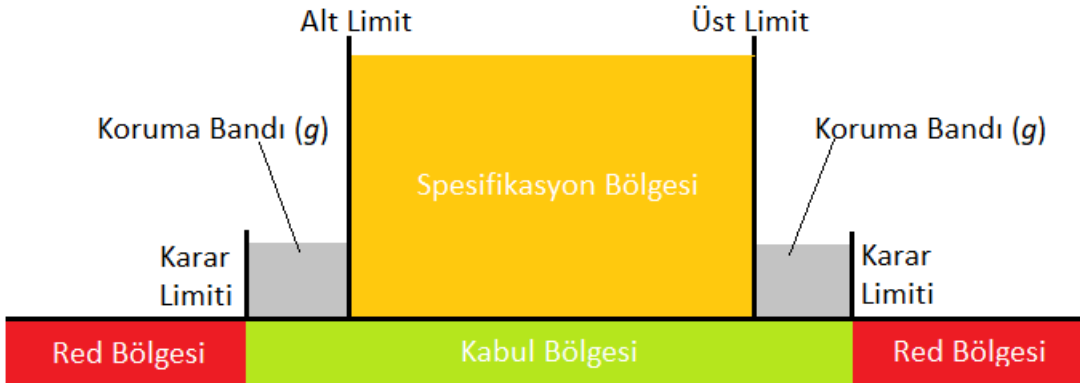 Alt Limit
Üst Limit
Koruma Bandı (g)
Koruma Bandı (g)
Spesifikasyon Bölgesi
Karar
Limiti
Karar
Limiti
Red Bölgesi
Kabul Bölgesi
Red Bölgesi